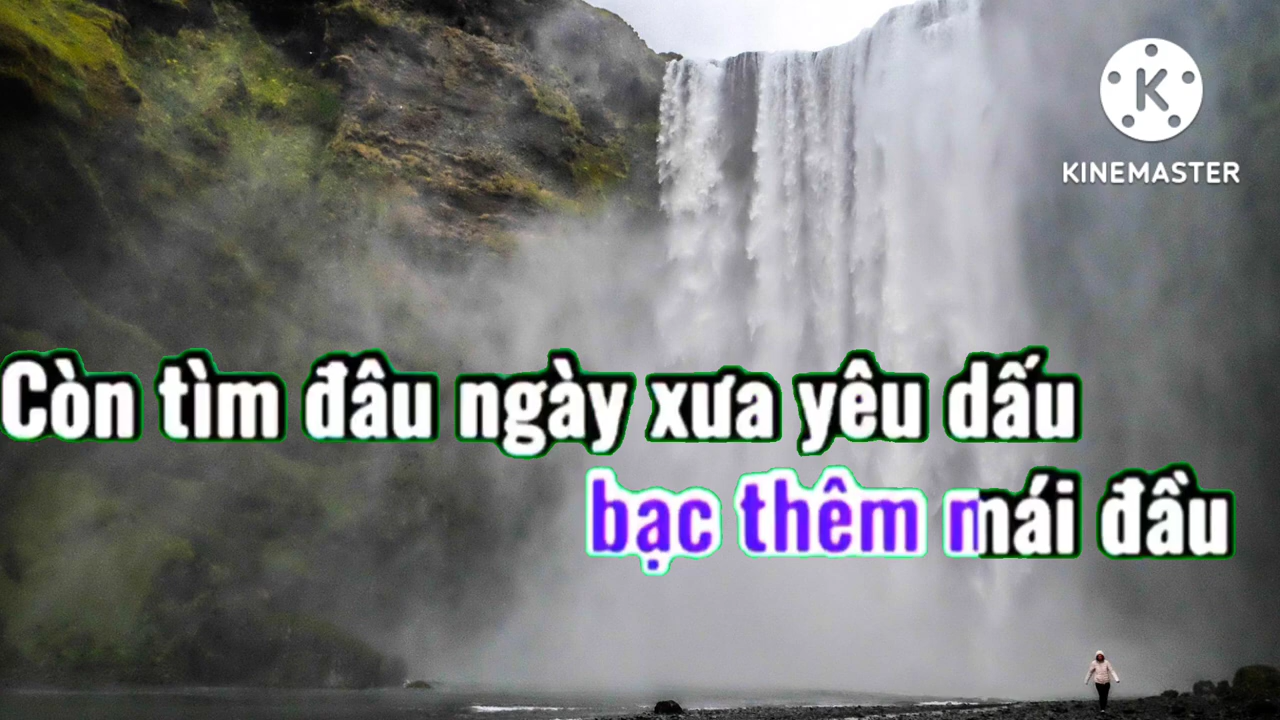 K
KINEMASTER
Còn tìm đâu ngày xưa yêu dấu
bạc thêm mái đầu